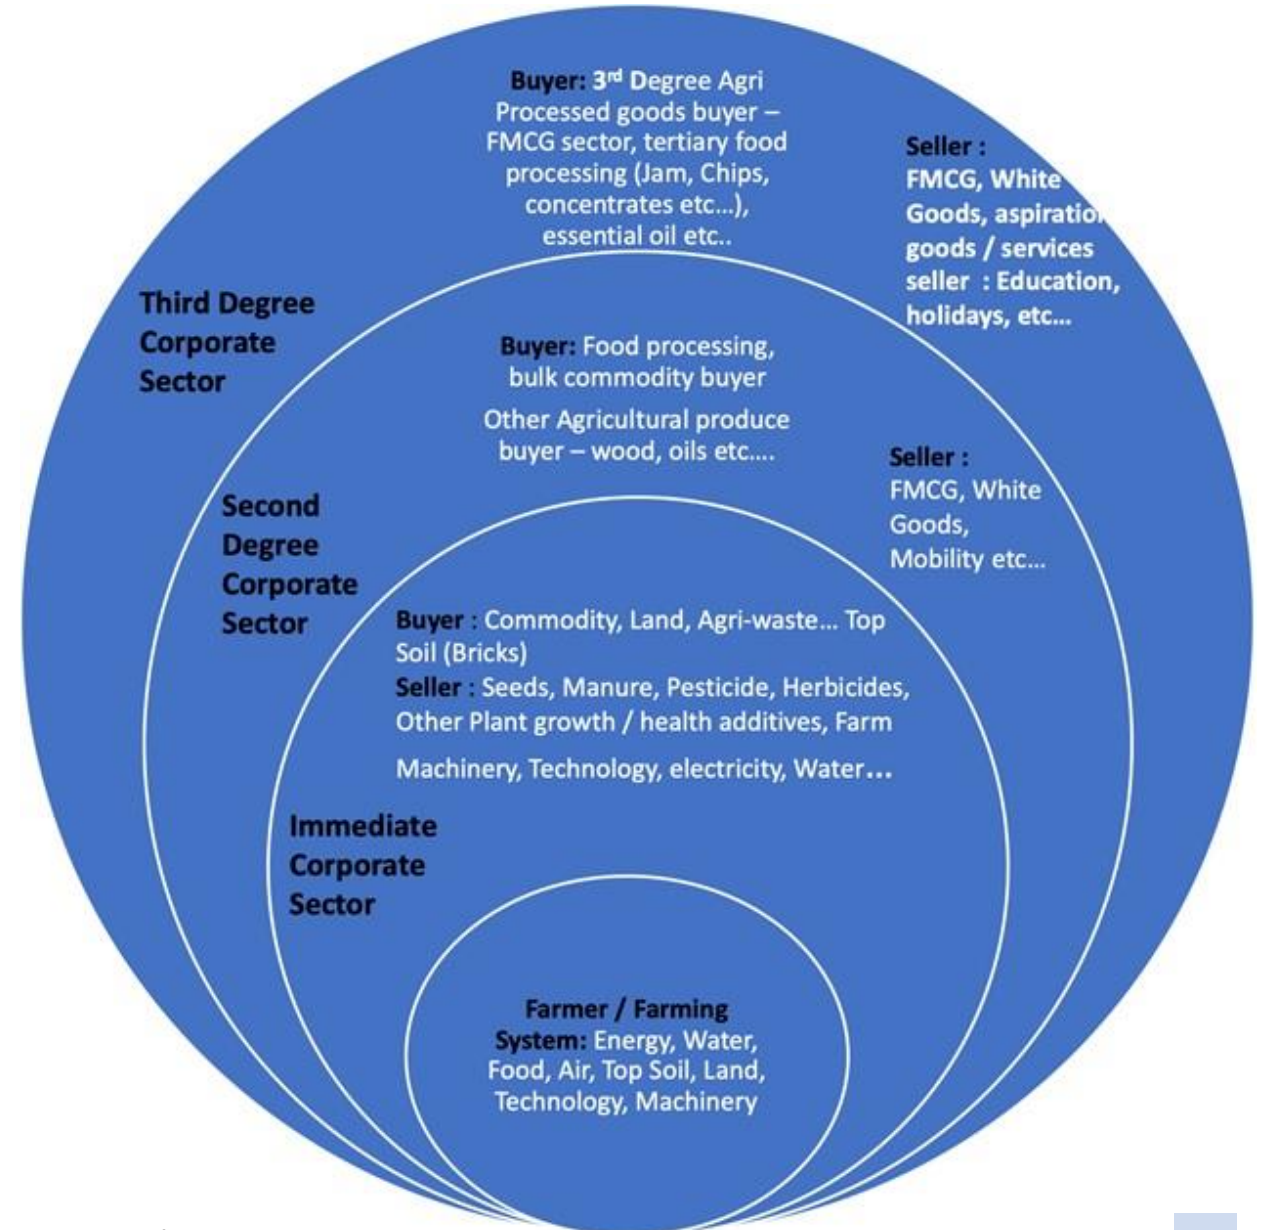 Buyer: 3rd Degree Agri
Processed goods buyer –
FMCG sector, tertiary food
processing (Jam, Chips,
concentrates etc…),
essential oil etc..
Seller :
FMCG, White
Goods, aspiration
goods / services
seller : Education,
holidays, etc…
Third Degree
Corporate
Sector
Buyer: Food processing,
bulk commodity buyer
Other Agricultural produce
buyer – wood, oils etc….
Seller :
FMCG, White
Goods,
Mobility etc…
Second
Degree
Corporate
Sector
Buyer : Commodity, Land, Agri-waste… Top
Soil (Bricks)
Seller : Seeds, Manure, Pesticide, Herbicides,
Other Plant growth / health additives, Farm
Machinery, Technology, electricity, Water…
Immediate
Corporate
Sector
Farmer / Farming
System: Energy, Water,
Food, Air, Top Soil, Land,
Technology, Machinery